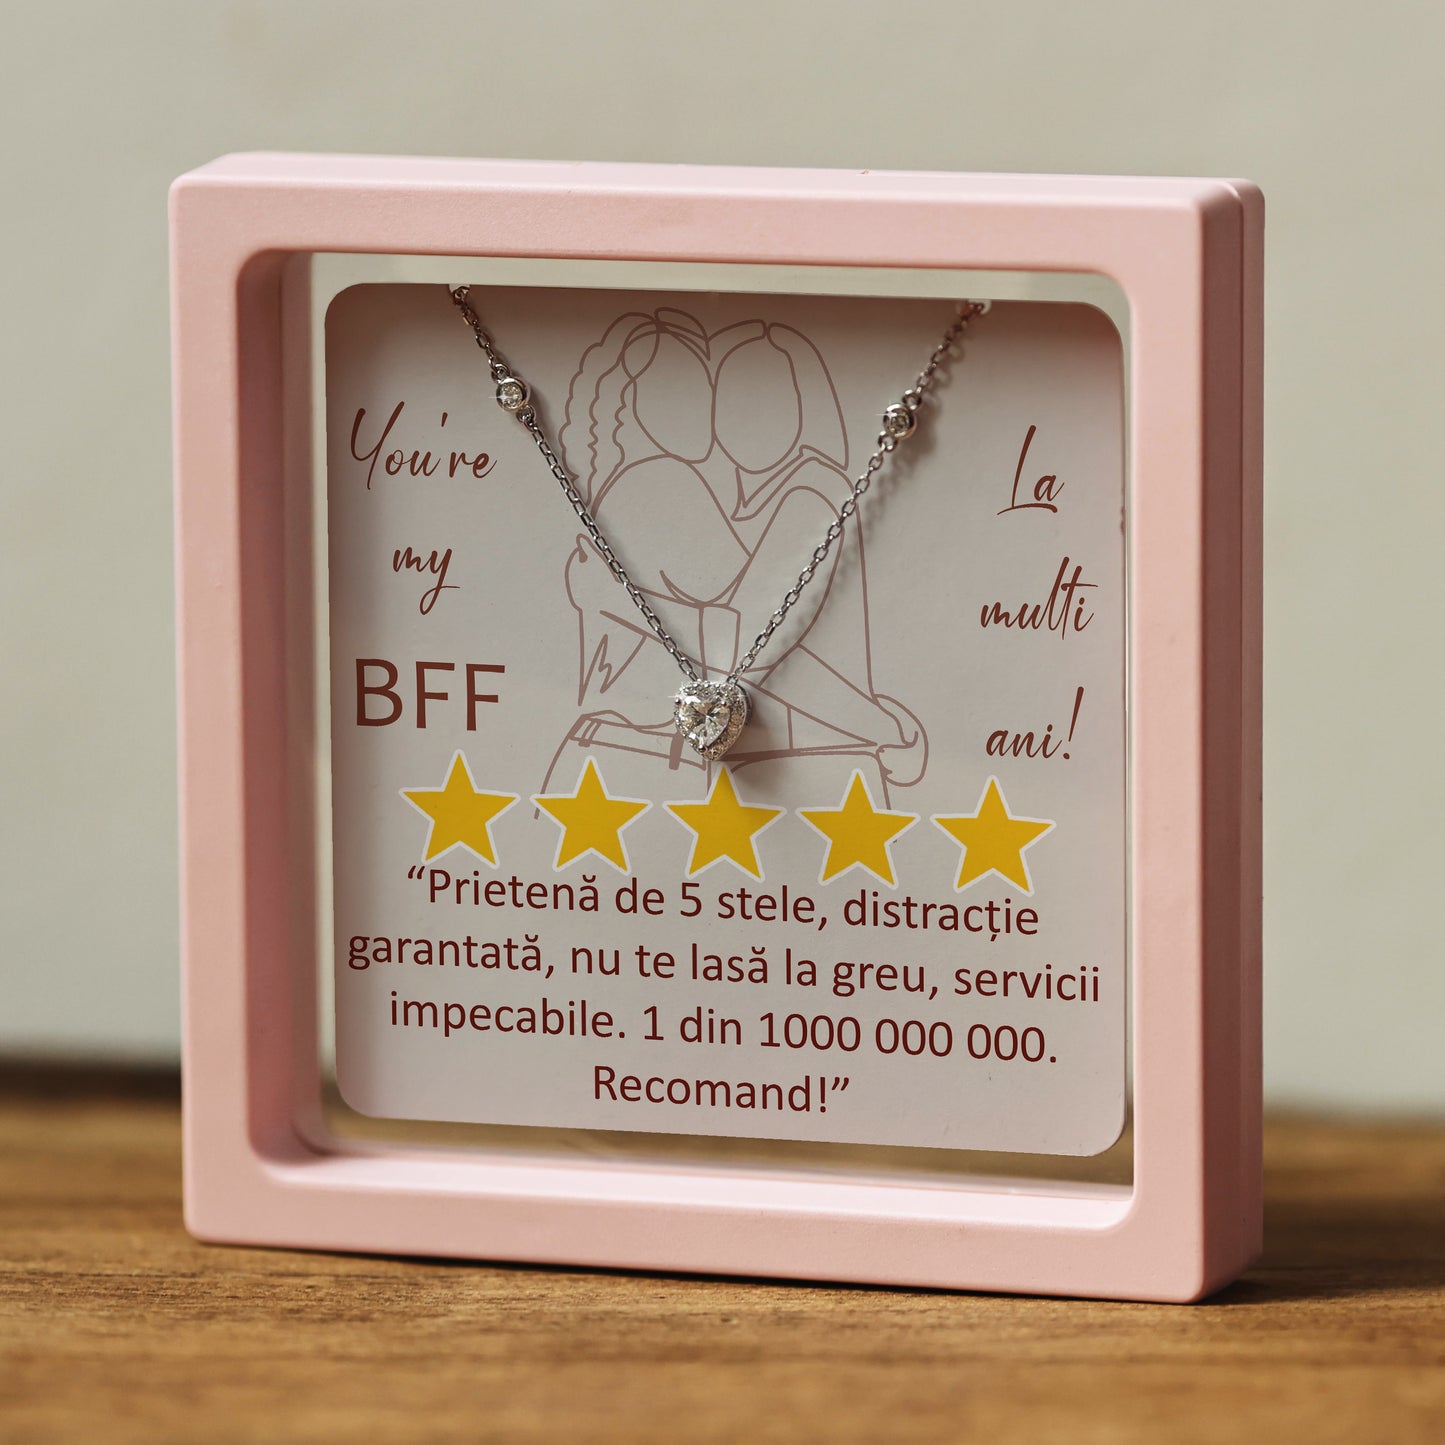 You're
my
BFF
La
multi
ani!
“Prietenă de 5 stele, distracție
garantată, nu te lasă la greu, servicii
impecabile. 1 din 1000 000 000.
Recomand!”